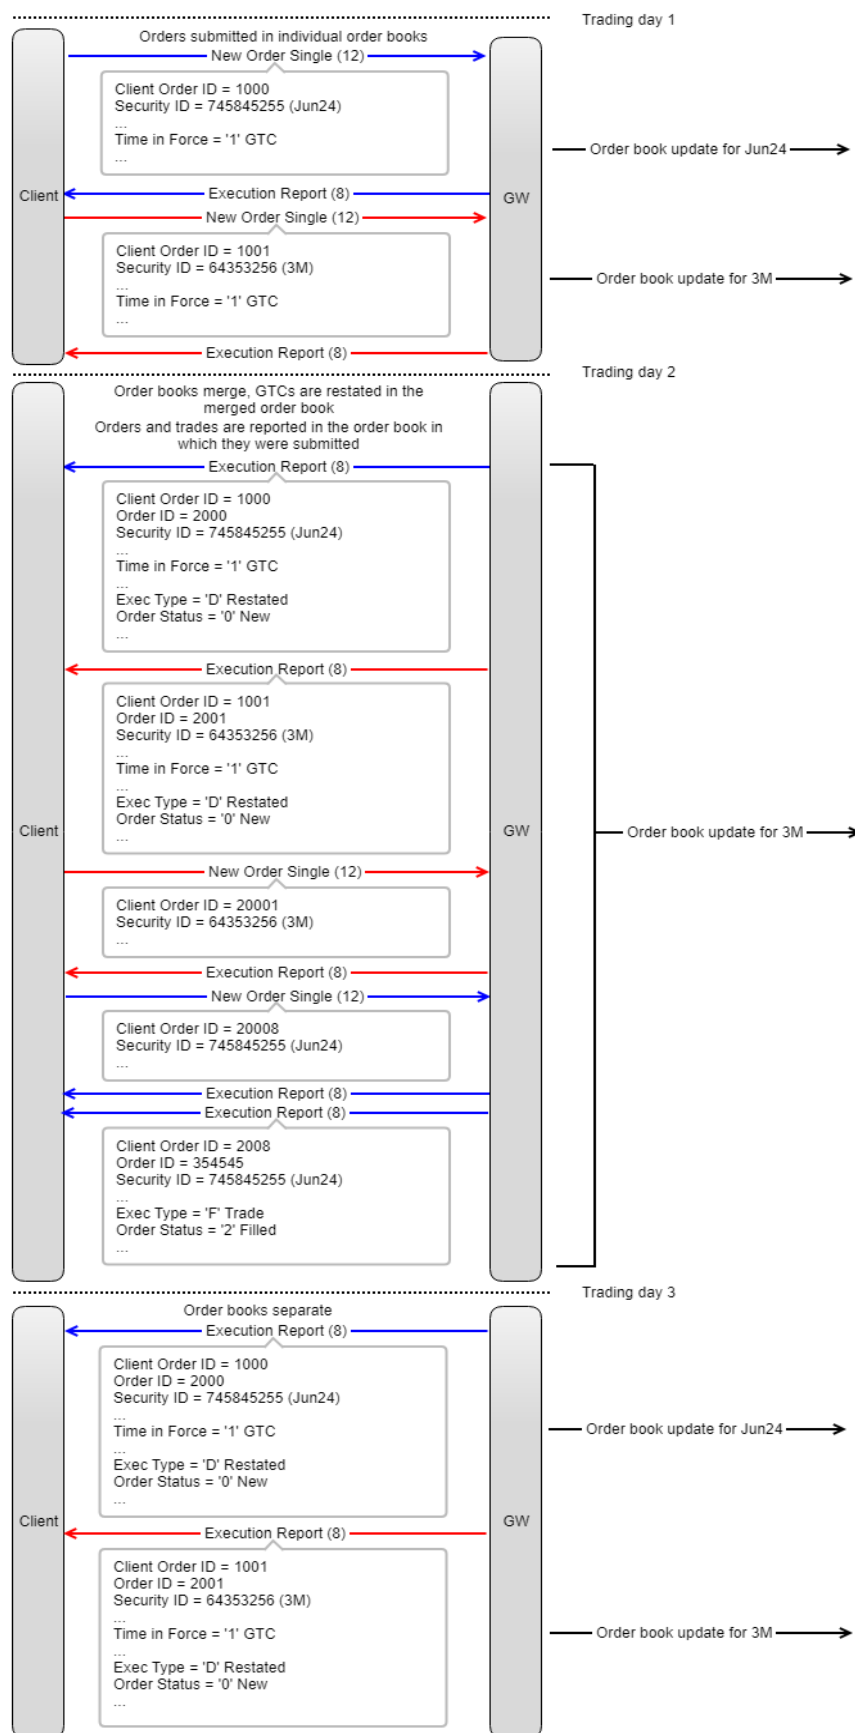 Trading day 1
Orders submitted in individual order books
New Order Single (12)
Client Order ID = 1000
Security ID = 745845255 (Jun24)
...
Time in Force = '1' GTC
...
Order book update for Jun24
Execution Report (8)
Client
GW
New Order Single (12)
Client Order ID = 1001
Security ID = 64353256 (3M)
...
Time in Force = '1' GTC
...
Order book update for 3M
Execution Report (8)
Trading day 2
Order books merge, GTCs are restated in the
merged order book
Orders and trades are reported in the order book in
which they were submitted
Execution Report (8)
Client Order ID = 1000
Order ID = 2000
Security ID = 745845255 (Jun24)
...
Time in Force = '1' GTC
...
Exec Type = 'D' Restated
Order Status = '0' New
...
Execution Report (8)
Client Order ID = 1001
Order ID = 2001
Security ID = 64353256 (3M)
...
Time in Force = '1' GTC
...
Exec Type = 'D' Restated
Order Status = '0' New
...
Client
GW
Order book update for 3M
New Order Single (12)
Client Order ID = 20001
Security ID = 64353256 (3M)
...
Execution Report (8)
New Order Single (12)
Client Order ID = 20008
Security ID = 745845255 (Jun24)
...
Execution Report (8)
Execution Report (8)
Client Order ID = 2008
Order ID = 354545
Security ID = 745845255 (Jun24)
...
Exec Type = 'F' Trade
Order Status = '2' Filled
...
Trading day 3
Order books separate
Execution Report (8)
Client Order ID = 1000
Order ID = 2000
Security ID = 745845255 (Jun24)
...
Time in Force = '1' GTC
...
Exec Type = 'D' Restated
Order Status = '0' New
...
Order book update for Jun24
Client
GW
Execution Report (8)
Client Order ID = 1001
Order ID = 2001
Security ID = 64353256 (3M)
...
Time in Force = '1' GTC
...
Exec Type = 'D' Restated
Order Status = '0' New
...
Order book update for 3M